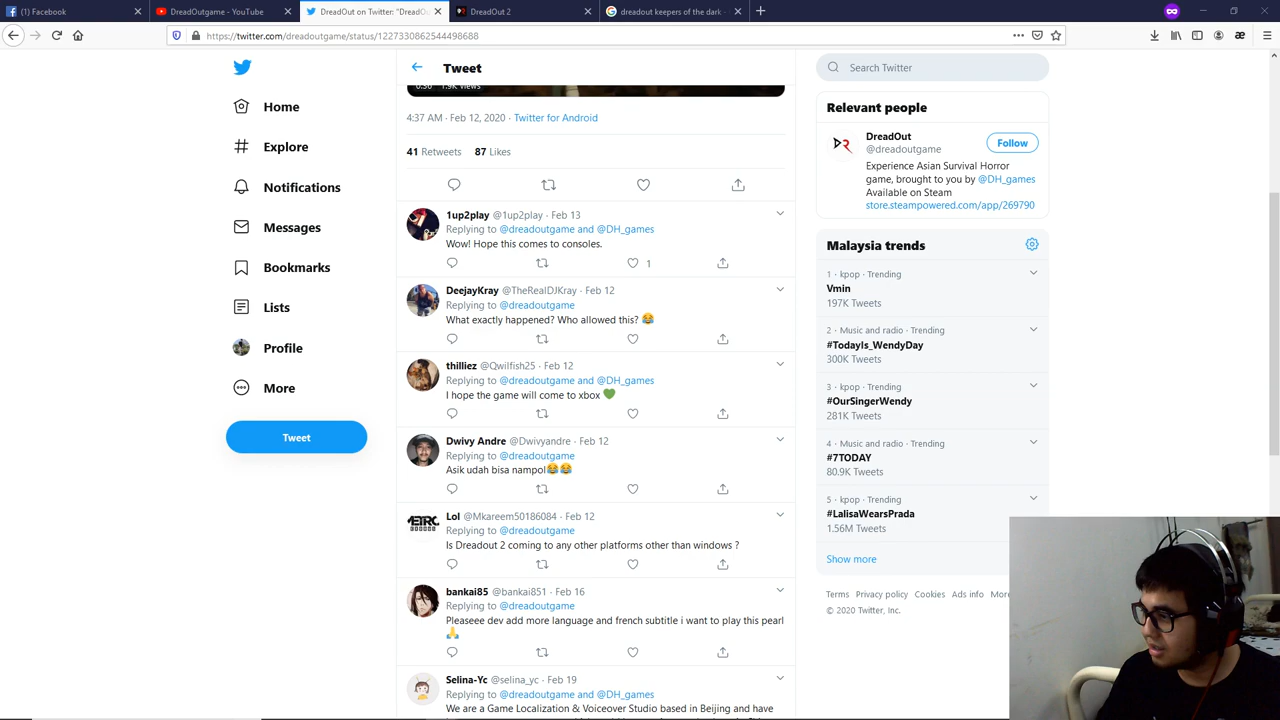 (1) Facebook
DreadOutgame - YouTube
DreadOut on Twitter: "DreadOu
DreadOut 2
dreadout keepers of the dark -
https://twitter.com/dreadoutgame/status/1227330862544498688
Home
Explore
Notifications
Messages
Bookmarks
Lists
Profile
More
Tweet
Tweet
0:30 1.9K views
4:37 AM · Feb 12, 2020 · Twitter for Android
41 Retweets 87 Likes
1up2play @1up2play · Feb 13
Replying to @dreadoutgame and @DH_games
Wow! Hope this comes to consoles.
1
DeejayKray @TheRealDJKray · Feb 12
Replying to @dreadoutgame
What exactly happened? Who allowed this? 😂
thilliez @Qwilfish25 · Feb 12
Replying to @dreadoutgame and @DH_games
I hope the game will come to xbox 💚
Dwivy Andre @Dwivyandre · Feb 12
Replying to @dreadoutgame
Asik udah bisa nampol😂😂
Lol @Mkareem50186084 · Feb 12
Replying to @dreadoutgame
Is Dreadout 2 coming to any other platforms other than windows ?
bankai85 @bankai851 · Feb 16
Replying to @dreadoutgame
Pleaseee dev add more language and french subtitle i want to play this pearl
🙏
Selina-Yc @selina_yc · Feb 19
Replying to @dreadoutgame and @DH_games
We are a Game Localization & Voiceover Studio based in Beijing and have
Search Twitter
Relevant people
DreadOut
@dreadoutgame
Follow
Experience Asian Survival Horror
game, brought to you by @DH_games
Available on Steam
store.steampowered.com/app/269790
Malaysia trends
1 · kpop · Trending
Vmin
197K Tweets
2 · Music and radio · Trending
#TodayIs_WendyDay
300K Tweets
3 · kpop · Trending
#OurSingerWendy
281K Tweets
4 · Music and radio · Trending
#7TODAY
80.9K Tweets
5 · kpop · Trending
#LalisaWearsPrada
1.56M Tweets
Show more
Terms Privacy policy Cookies Ads info More
© 2020 Twitter, Inc.